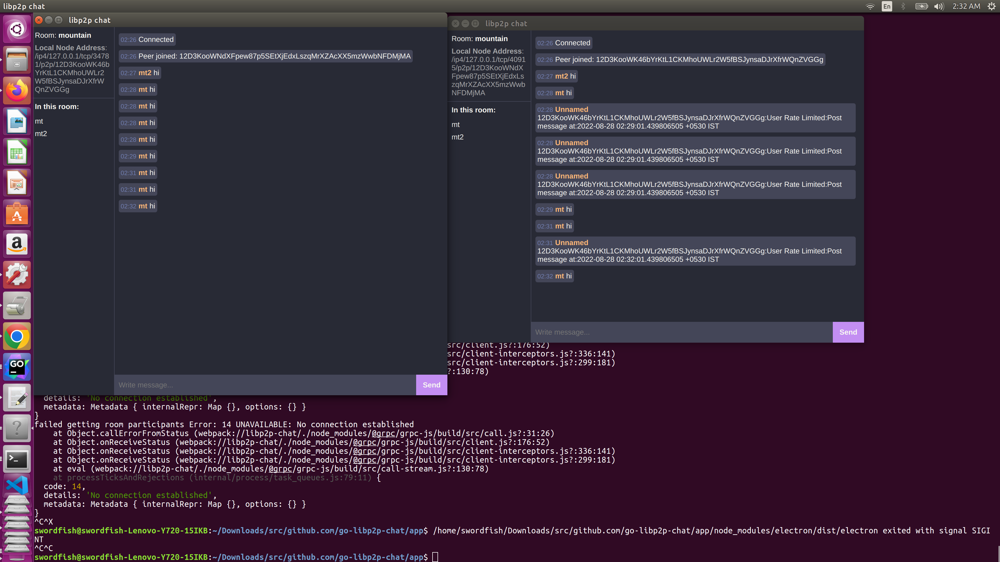 libp2p chat
En
2:32 AM
libp2p chat
Room: mountain
Local Node Address:
/ip4/127.0.0.1/tcp/3478
1/p2p/12D3KooWK46b
YrKtL1CKMhoUWLr2
W5fBSJynsaDJrXfrW
QnZVGGg
In this room:
mt
mt2
02:26 Connected
02:26 Peer joined: 12D3KooWNdXFpew87p5SEtXjEdxLszqMrXZAcXX5mzWwbNFDMjMA
02:27 mt2 hi
02:28 mt hi
02:28 mt hi
02:28 mt hi
02:28 mt hi
02:29 mt hi
02:31 mt hi
02:31 mt hi
02:32 mt hi
Write message...
Send
libp2p chat
Room: mountain
Local Node Address:
/ip4/127.0.0.1/tcp/4091
5/p2p/12D3KooWNdX
Fpew87p5SEtXjEdxLs
zqMrXZAcXX5mzWwb
NFDMjMA
In this room:
mt
mt2
02:26 Connected
02:26 Peer joined: 12D3KooWK46bYrKtL1CKMhoUWLr2W5fBSJynsaDJrXfrWQnZVGGg
02:27 mt2 hi
02:28 mt hi
02:28 Unnamed
12D3KooWK46bYrKtL1CKMhoUWLr2W5fBSJynsaDJrXfrWQnZVGGg:User Rate Limited:Post
message at:2022-08-28 02:29:01.439806505 +0530 IST
02:28 Unnamed
12D3KooWK46bYrKtL1CKMhoUWLr2W5fBSJynsaDJrXfrWQnZVGGg:User Rate Limited:Post
message at:2022-08-28 02:29:01.439806505 +0530 IST
02:28 Unnamed
12D3KooWK46bYrKtL1CKMhoUWLr2W5fBSJynsaDJrXfrWQnZVGGg:User Rate Limited:Post
message at:2022-08-28 02:29:01.439806505 +0530 IST
02:29 mt hi
02:31 mt hi
02:31 Unnamed
12D3KooWK46bYrKtL1CKMhoUWLr2W5fBSJynsaDJrXfrWQnZVGGg:User Rate Limited:Post
message at:2022-08-28 02:32:01.439806505 +0530 IST
02:32 mt hi
Write message...
Send
a
GO
src/client.js?:176:52)
src/client-interceptors.js?:336:141)
src/client-interceptors.js?:299:181)
?:130:78)
details: 'No connection established',
metadata: Metadata { internalRepr: Map {}, options: {} }
}
failed getting room participants Error: 14 UNAVAILABLE: No connection established
at Object.callErrorFromStatus (webpack://libp2p-chat/./node_modules/@grpc/grpc-js/build/src/call.js?:31:26)
at Object.onReceiveStatus (webpack://libp2p-chat/./node_modules/@grpc/grpc-js/build/src/client.js?:176:52)
at Object.onReceiveStatus (webpack://libp2p-chat/./node_modules/@grpc/grpc-js/build/src/client-interceptors.js?:336:141)
at Object.onReceiveStatus (webpack://libp2p-chat/./node_modules/@grpc/grpc-js/build/src/client-interceptors.js?:299:181)
at eval (webpack://libp2p-chat/./node_modules/@grpc/grpc-js/build/src/call-stream.js?:130:78)
at processTicksAndRejections (internal/process/task_queues.js:79:11) {
code: 14,
details: 'No connection established',
metadata: Metadata { internalRepr: Map {}, options: {} }
}
^C^X
swordfish@swordfish-Lenovo-Y720-15IKB:~/Downloads/src/github.com/go-libp2p-chat/app$ /home/swordfish/Downloads/src/github.com/go-libp2p-chat/app/node_modules/electron/dist/electron exited with signal SIGI
NT
^C^C
swordfish@swordfish-Lenovo-Y720-15IKB:~/Downloads/src/github.com/go-libp2p-chat/app$